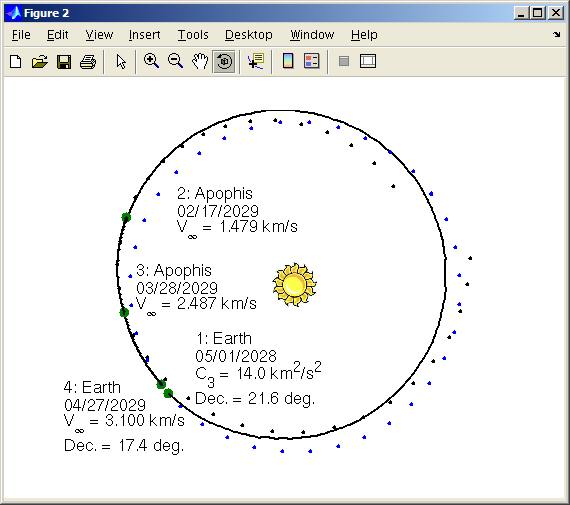 Figure 2
File Edit View Insert Tools Desktop Window Help
2: Apophis
02/17/2029
V∞ = 1.479 km/s
3: Apophis
03/28/2029
V∞ = 2.487 km/s
1: Earth
05/01/2028
C3 = 14.0 km²/s²
Dec. = 21.6 deg.
4: Earth
04/27/2029
V∞ = 3.100 km/s
Dec. = 17.4 deg.